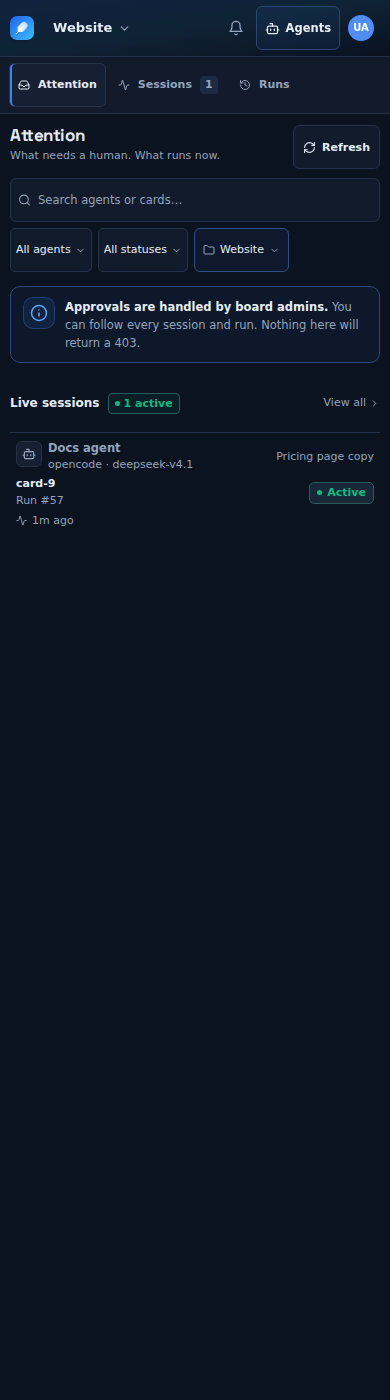 Website
Agents
UA
Attention
Sessions 1
Runs
Attention
What needs a human. What runs now.
Refresh
Search agents or cards…
All agents
All statuses
Website
Approvals are handled by board admins. You
can follow every session and run. Nothing here will
return a 403.
Live sessions
1 active
View all
Docs agent
opencode · deepseek-v4.1
Pricing page copy
card-9
Run #57
Active
1m ago